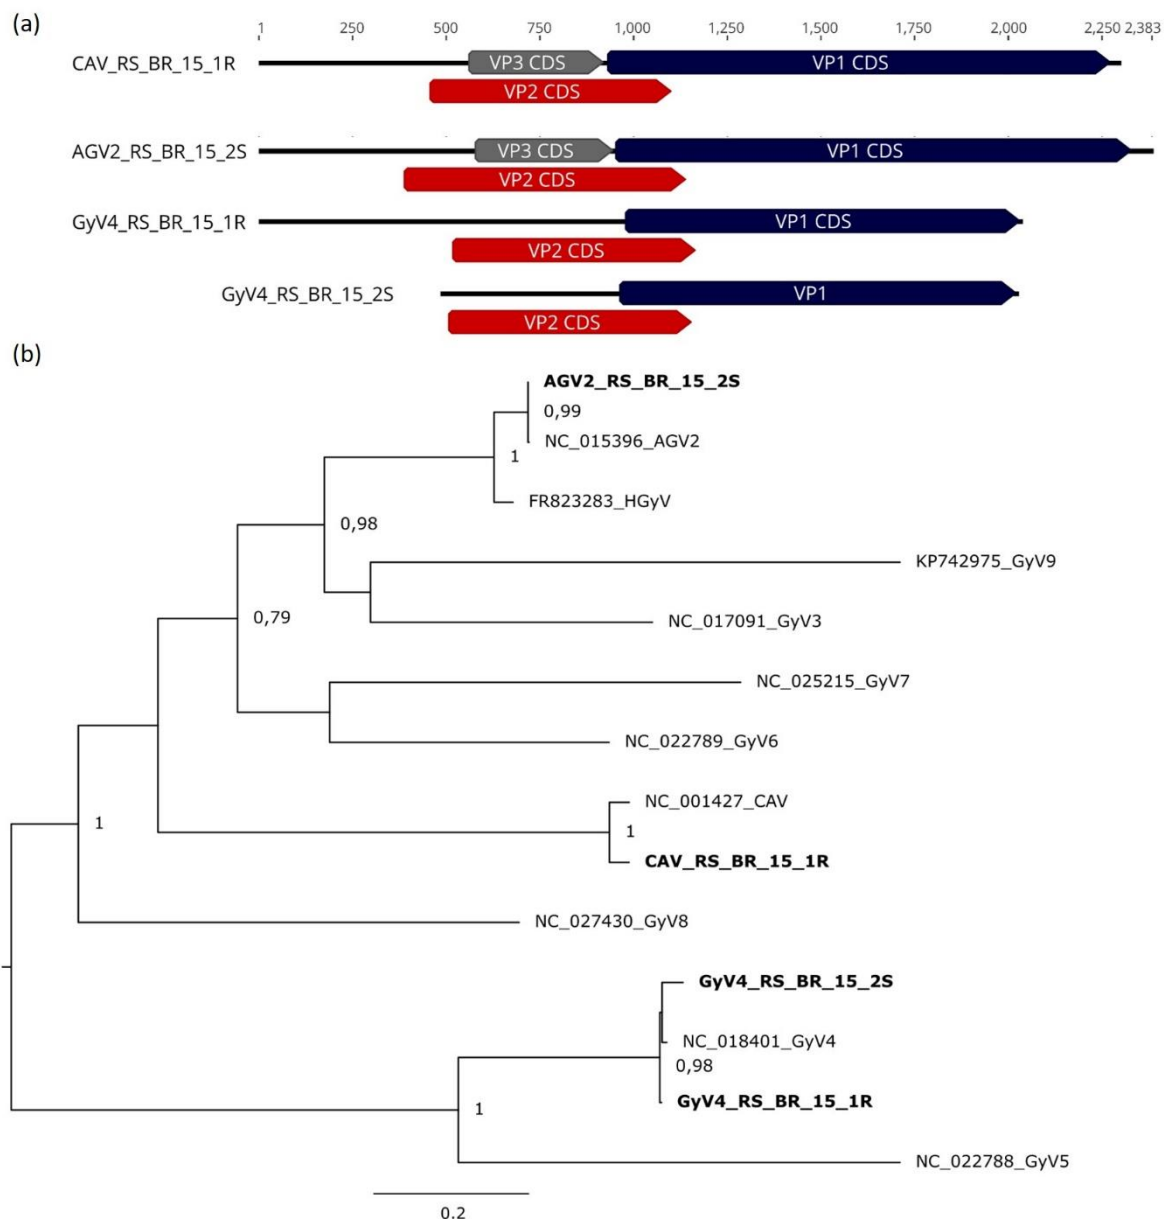 (a)
1 250 500 750 1,000 1,250 1,500 1,750 2,000 2,250 2,383
CAV_RS_BR_15_1R VP3 CDS VP1 CDS
VP2 CDS
AGV2_RS_BR_15_2S VP3 CDS VP1 CDS
VP2 CDS
GyV4_RS_BR_15_1R VP1 CDS
VP2 CDS
GyV4_RS_BR_15_2S VP1
VP2 CDS
(b)
AGV2_RS_BR_15_2S
0,99
NC_015396_AGV2
1
FR823283_HGyV
0,98
KP742975_GyV9
0,79
NC_017091_GyV3
NC_025215_GyV7
NC_022789_GyV6
NC_001427_CAV
1
1
CAV_RS_BR_15_1R
NC_027430_GyV8
GyV4_RS_BR_15_2S
NC_018401_GyV4
0,98
GyV4_RS_BR_15_1R
1
NC_022788_GyV5
0.2